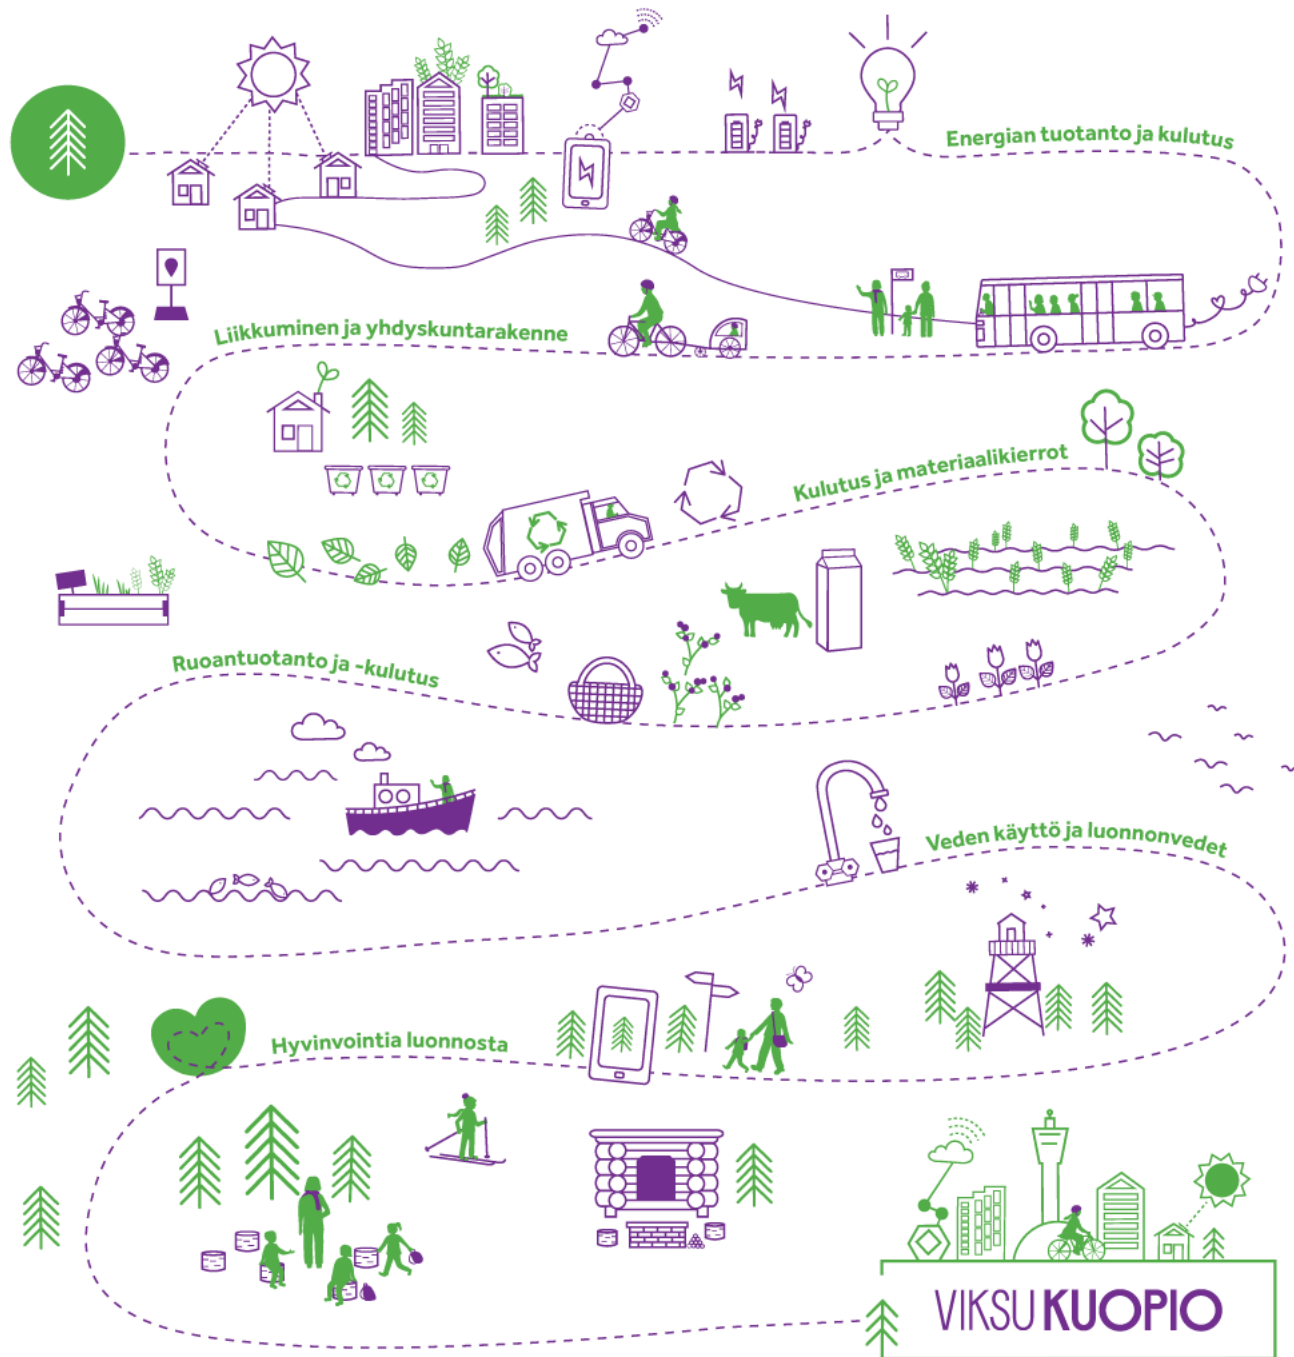 Energian tuotanto ja kulutus
Liikkuminen ja yhdyskuntarakenne
Kulutus ja materiaalikierrot
Ruoantuotanto ja -kulutus
Veden käyttö ja luonnonvedet
Hyvinvointia luonnosta
VIKSU KUOPIO